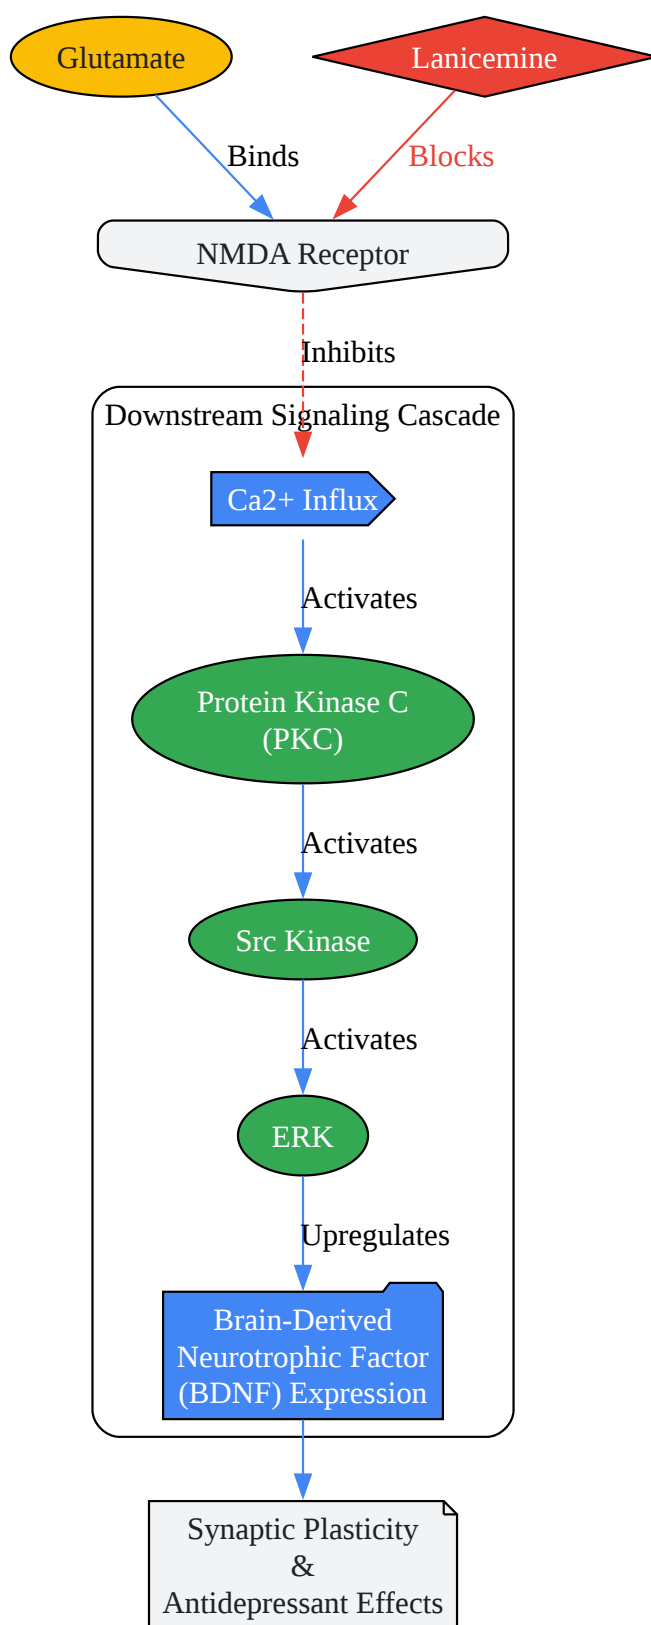 Glutamate
Lanicemine
Binds
Blocks
NMDA Receptor
Inhibits
Downstream Signaling Cascade
Ca2+ Influx
Activates
Protein Kinase C
(PKC)
Activates
Src Kinase
Activates
ERK
Upregulates
Brain-Derived
Neurotrophic Factor
(BDNF) Expression
Synaptic Plasticity
&
Antidepressant Effects